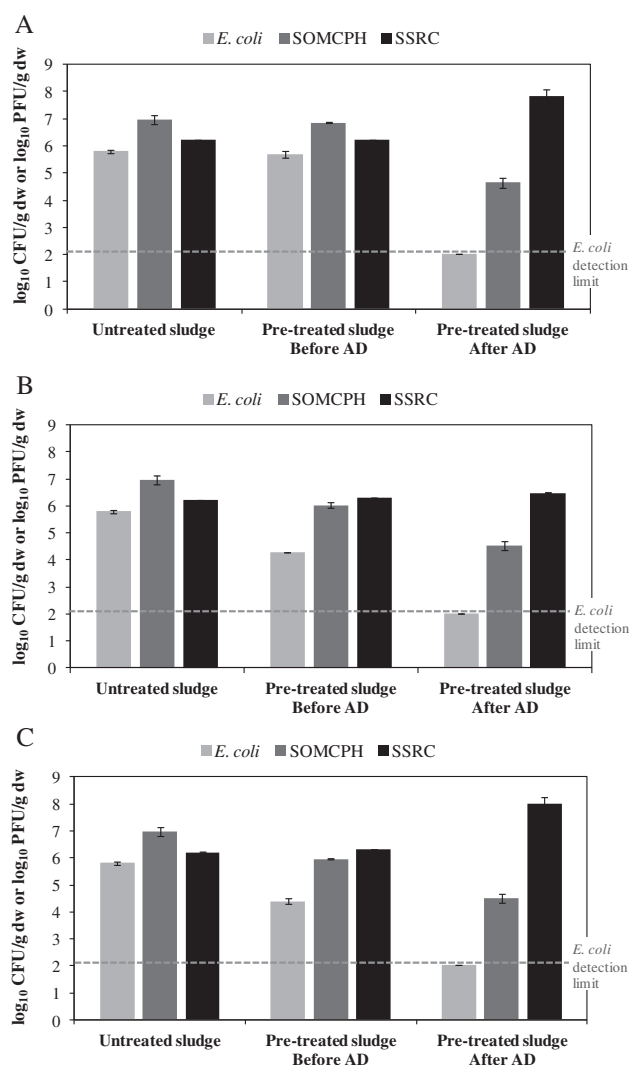 A
E. coli SOMCPH SSRC
log10 CFU/g dw or log10 PFU/g dw
9
8
7
6
5
4
3
2
1
0
E. coli
detection
limit
Untreated sludge Pre-treated sludge Pre-treated sludge
Before AD After AD
B
E. coli SOMCPH SSRC
log10 CFU/g dw or log10 PFU/g dw
9
8
7
6
5
4
3
2
1
0
E. coli
detection
limit
Untreated sludge Pre-treated sludge Pre-treated sludge
Before AD After AD
C
E. coli SOMCPH SSRC
log10 CFU/g dw or log10 PFU/g dw
9
8
7
6
5
4
3
2
1
0
E. coli
detection
limit
Untreated sludge Pre-treated sludge Pre-treated sludge
Before AD After AD